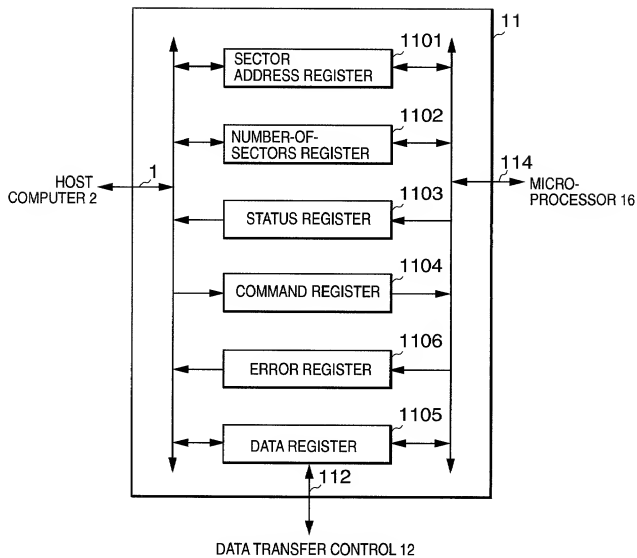 11
1101
SECTOR
ADDRESS REGISTER
1102
NUMBER-OF-
SECTORS REGISTER
HOST
COMPUTER 2
1
114
MICRO-
PROCESSOR 16
1103
STATUS REGISTER
1104
COMMAND REGISTER
1106
ERROR REGISTER
1105
DATA REGISTER
112
DATA TRANSFER CONTROL 12